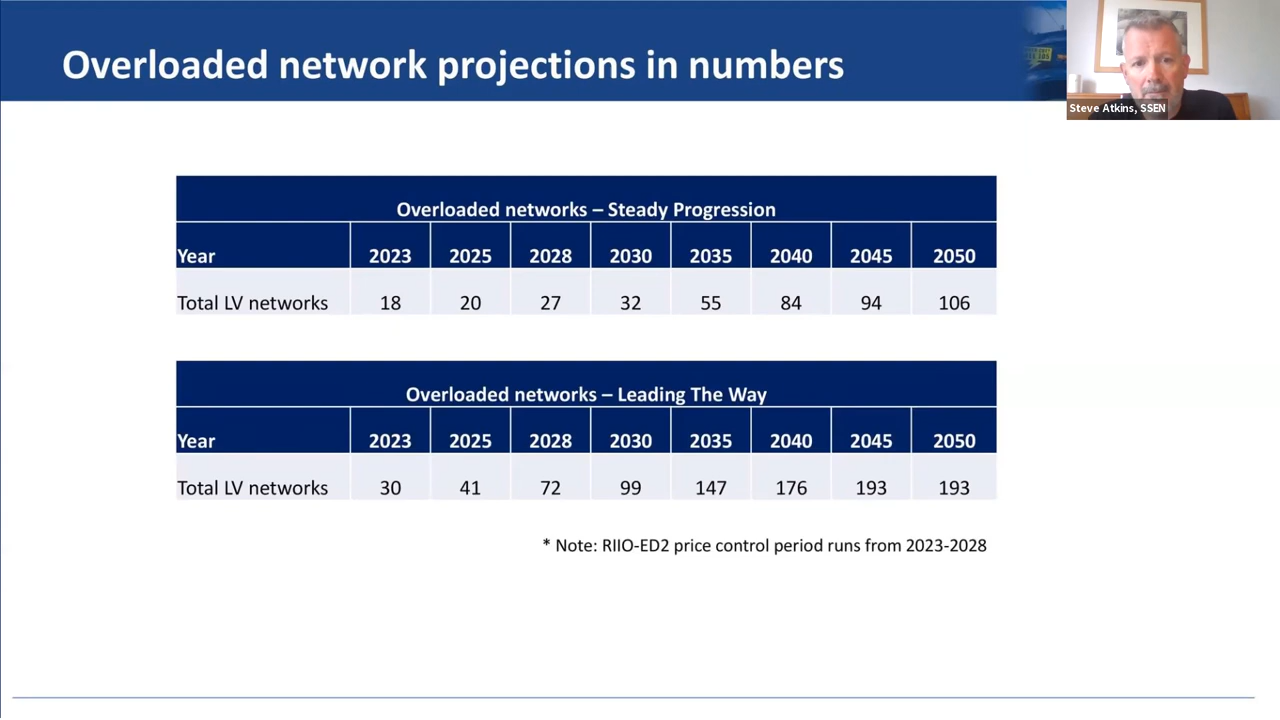 Overloaded network projections in numbers
Steve Atkins, SSEN
Overloaded networks – Steady Progression
Year 2023 2025 2028 2030 2035 2040 2045 2050
Total LV networks 18 20 27 32 55 84 94 106
Overloaded networks – Leading The Way
Year 2023 2025 2028 2030 2035 2040 2045 2050
Total LV networks 30 41 72 99 147 176 193 193
* Note: RIIO-ED2 price control period runs from 2023-2028